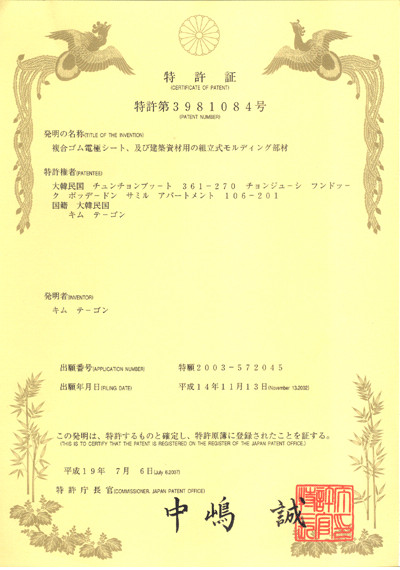 特許証
(CERTIFICATE OF PATENT)
特許第3981084号
(PATENT NUMBER)
発明の名称(TITLE OF THE INVENTION)
複合ゴム電極シート、及び建築資材用の組立式モルディング部材
特許権者(PATENTEE)
大韓民国 チュンチョンブッート 361-270 チョンジューシ フンドッー
ク ボッデードン サミル アパートメント 106-201
国籍 大韓民国
キム テーゴン
発明者(INVENTOR)
キム テーゴン
出願番号(APPLICATION NUMBER) 特願2003-572045
出願年月日(FILING DATE) 平成14年11月13日(November 13,2002)
この発明は、特許するものと確定し、特許原簿に登録されたことを証する。
(THIS IS TO CERTIFY THAT THE PATENT IS REGISTERED ON THE REGISTER OF THE JAPAN PATENT OFFICE.)
平成19年 7月 6日(July 6,2007)
特許庁長官(COMMISSIONER, JAPAN PATENT OFFICE)
中嶋 誠